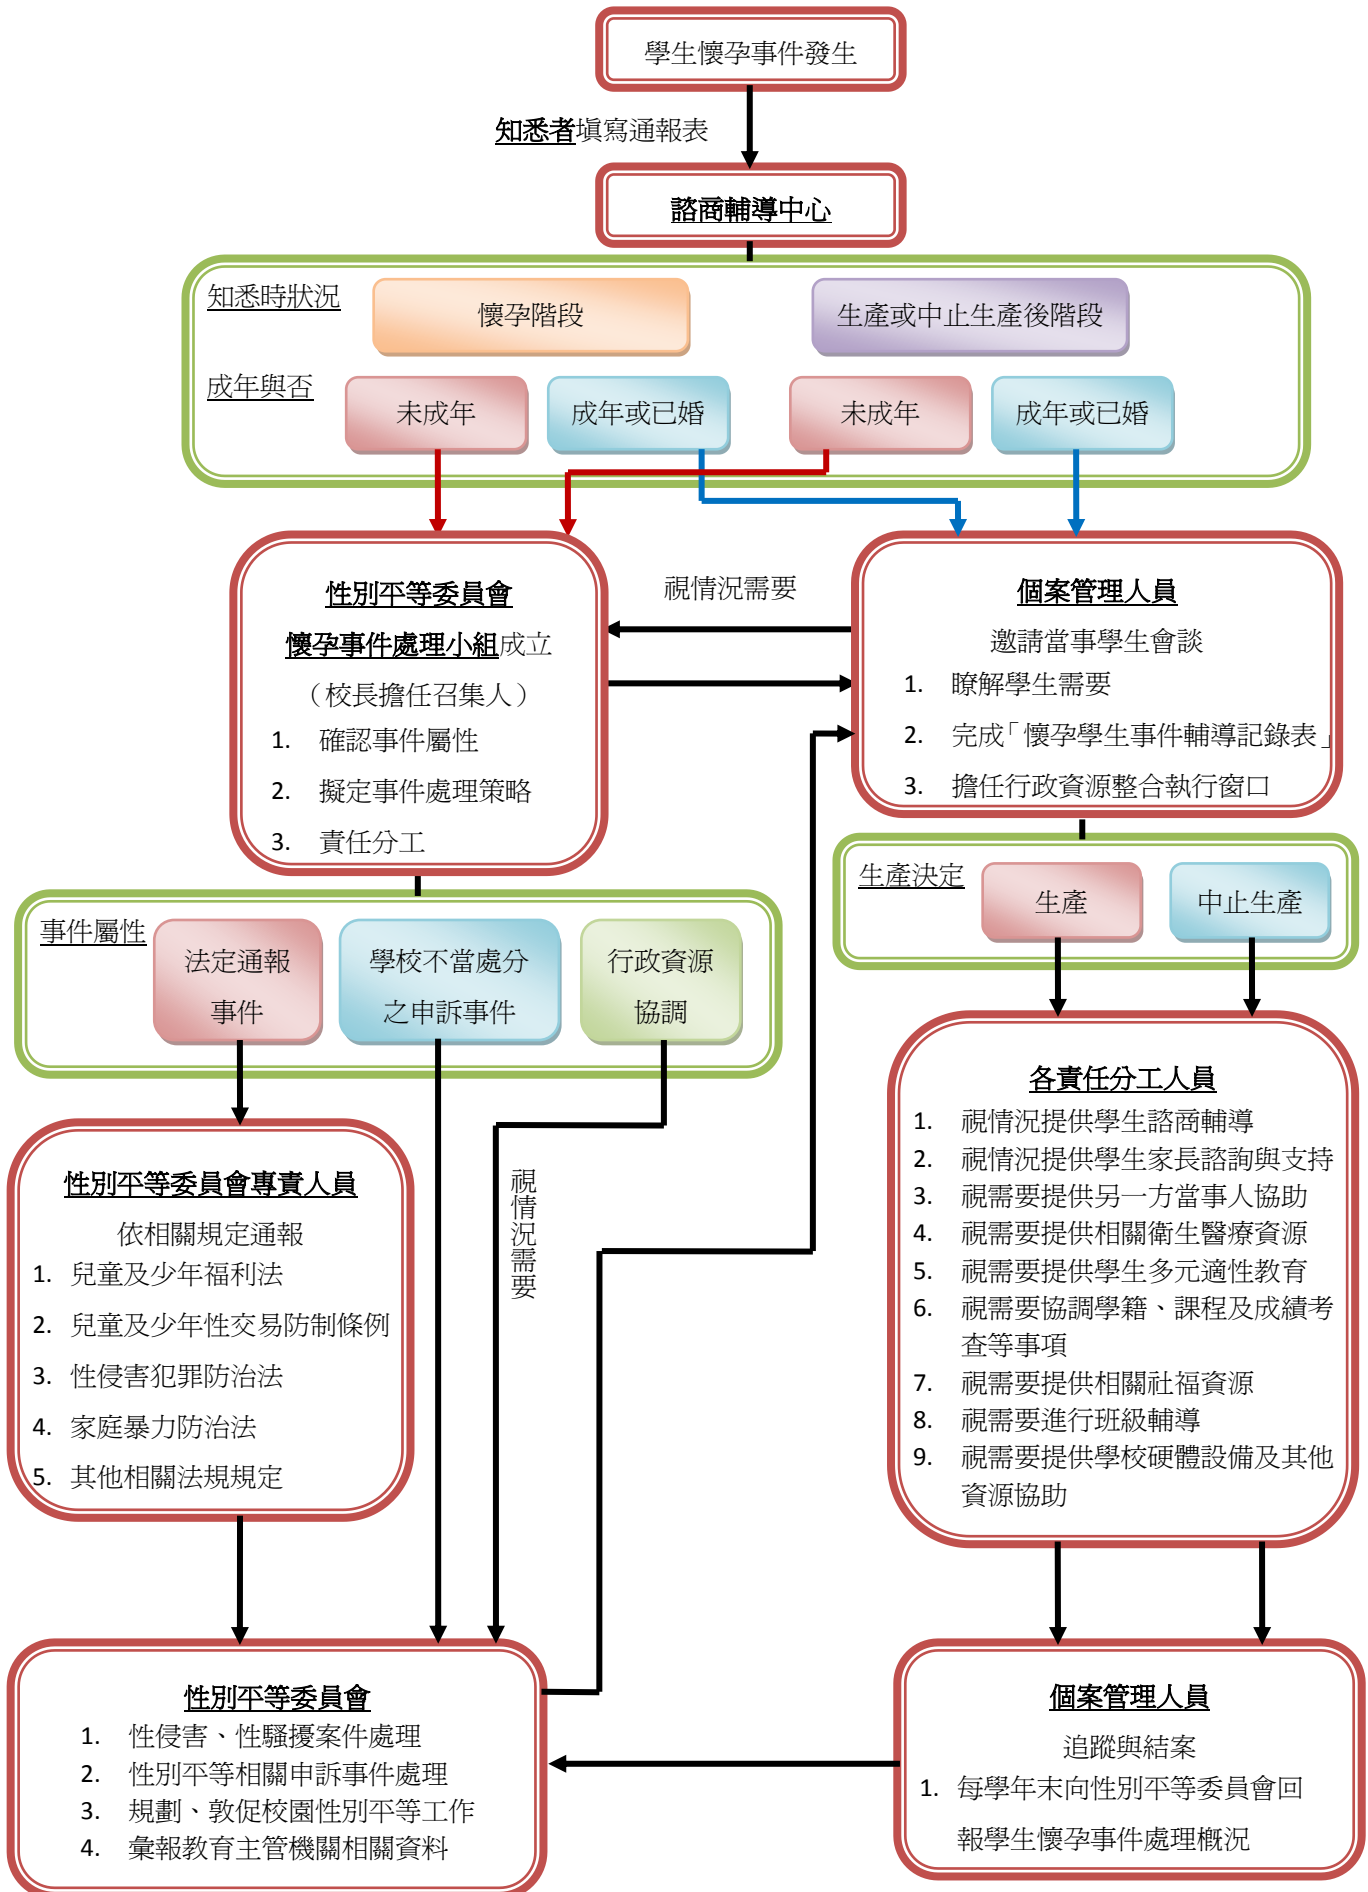 學生懷孕事件發生
知悉者填寫通報表
諮商輔導中心
知悉時狀況
懷孕階段
生產或中止生產後階段
成年與否
未成年
成年或已婚
未成年
成年或已婚
性別平等委員會
懷孕事件處理小組成立
（校長擔任召集人）
1. 確認事件屬性
2. 擬定事件處理策略
3. 責任分工
視情況需要
個案管理人員
邀請當事學生會談
1. 瞭解學生需要
2. 完成「懷孕學生事件輔導記錄表」
3. 擔任行政資源整合執行窗口
事件屬性
法定通報
事件
學校不當處分
之申訴事件
行政資源
協調
生產決定
生產
中止生產
性別平等委員會專責人員
依相關規定通報
1. 兒童及少年福利法
2. 兒童及少年性交易防制條例
3. 性侵害犯罪防治法
4. 家庭暴力防治法
5. 其他相關法規規定
視情況需要
各責任分工人員
1. 視情況提供學生諮商輔導
2. 視情況提供學生家長諮詢與支持
3. 視需要提供另一方當事人協助
4. 視需要提供相關衛生醫療資源
5. 視需要提供學生多元適性教育
6. 視需要協調學籍、課程及成績考
查等事項
7. 視需要提供相關社福資源
8. 視需要進行班級輔導
9. 視需要提供學校硬體設備及其他
資源協助
性別平等委員會
1. 性侵害、性騷擾案件處理
2. 性別平等相關申訴事件處理
3. 規劃、敦促校園性別平等工作
4. 彙報教育主管機關相關資料
個案管理人員
追蹤與結案
1. 每學年末向性別平等委員會回
報學生懷孕事件處理概況